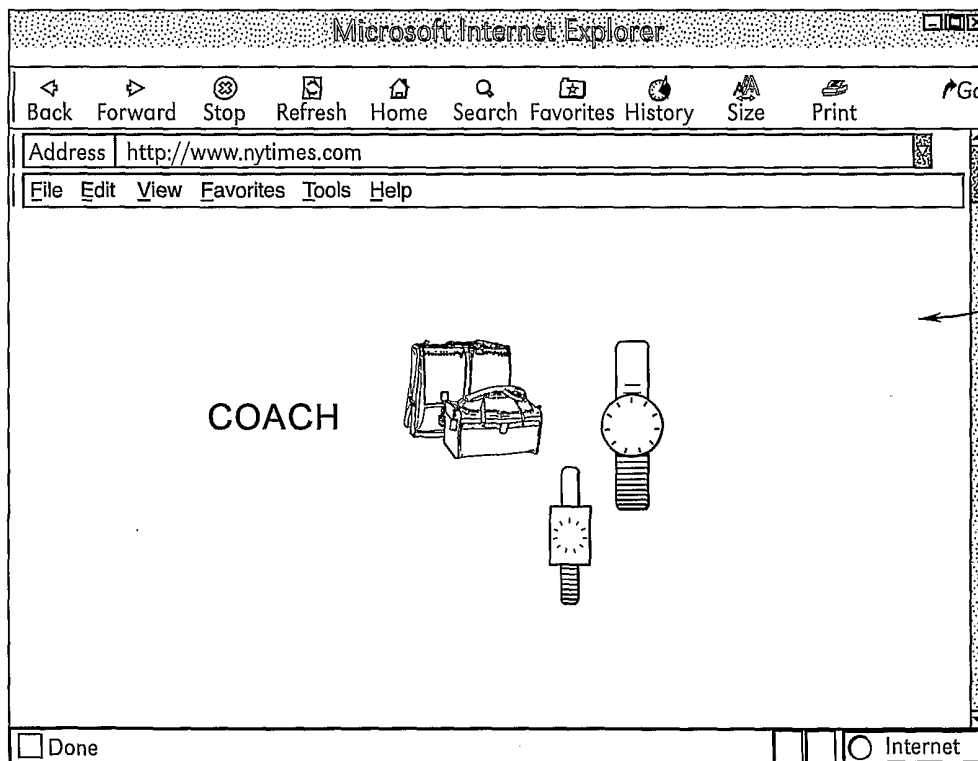 Microsoft Internet Explorer
Back Forward Stop Refresh Home Search Favorites History Size Print
Address http://www.nytimes.com
File Edit View Favorites Tools Help
COACH
Done Internet